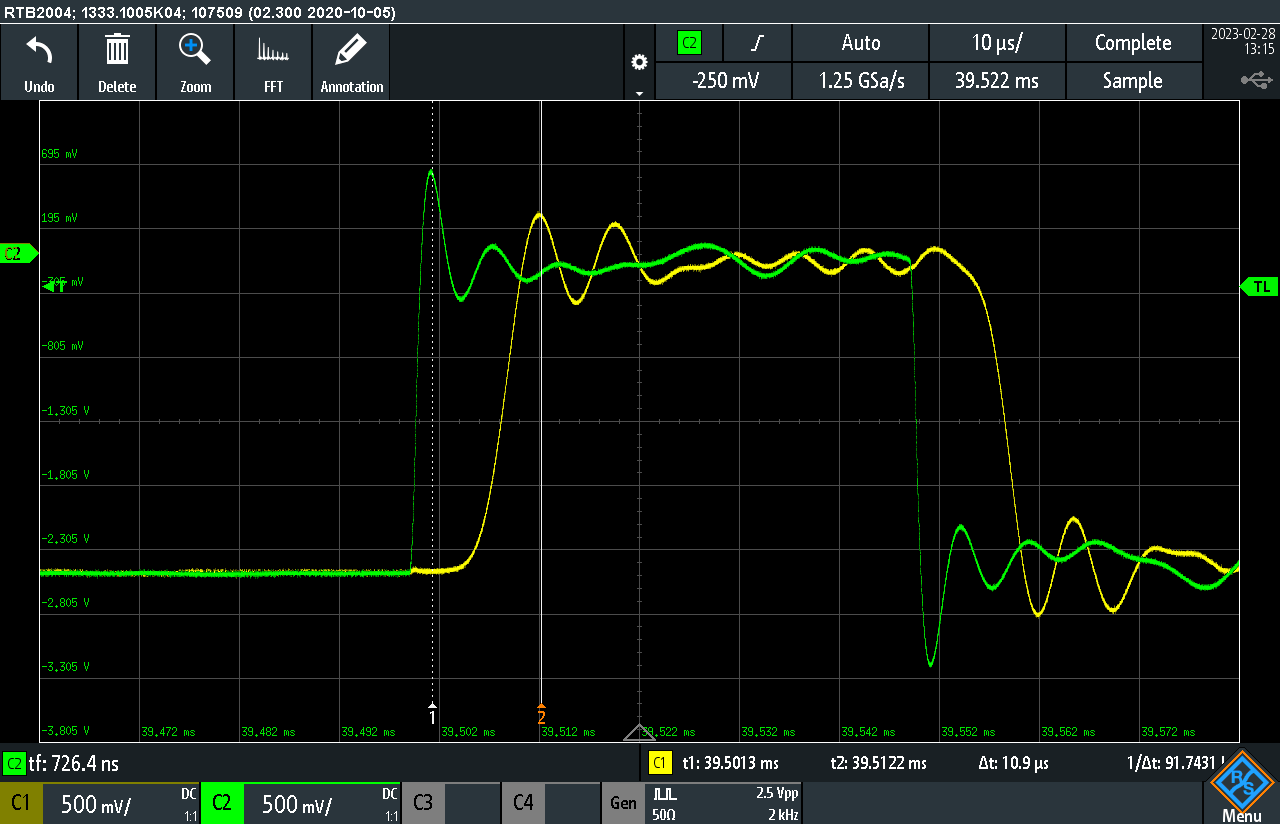 RTB2004; 1333.1005K04; 107509 (02.300 2020-10-05)
Undo
Delete
Zoom
FFT
Annotation
C2
Auto
10 µs/
Complete
2023-02-28
13:15
-250 mV
1.25 GSa/s
39.522 ms
Sample
695 mV
195 mV
C2
-305 mV
T
TL
-805 mV
-1.305 V
-1.805 V
-2.305 V
-2.805 V
-3.305 V
1
2
-3.805 V
39.472 ms
39.482 ms
39.492 ms
39.502 ms
39.512 ms
39.522 ms
39.532 ms
39.542 ms
39.552 ms
39.562 ms
39.572 ms
C2 tf: 726.4 ns
C1 t1: 39.5013 ms t2: 39.5122 ms Δt: 10.9 µs 1/Δt: 91.7431
C1 500 mV/ DC 1:1
C2 500 mV/ DC 1:1
C3
C4
Gen 2.5 Vpp
50Ω 2 kHz
R&S
Menu